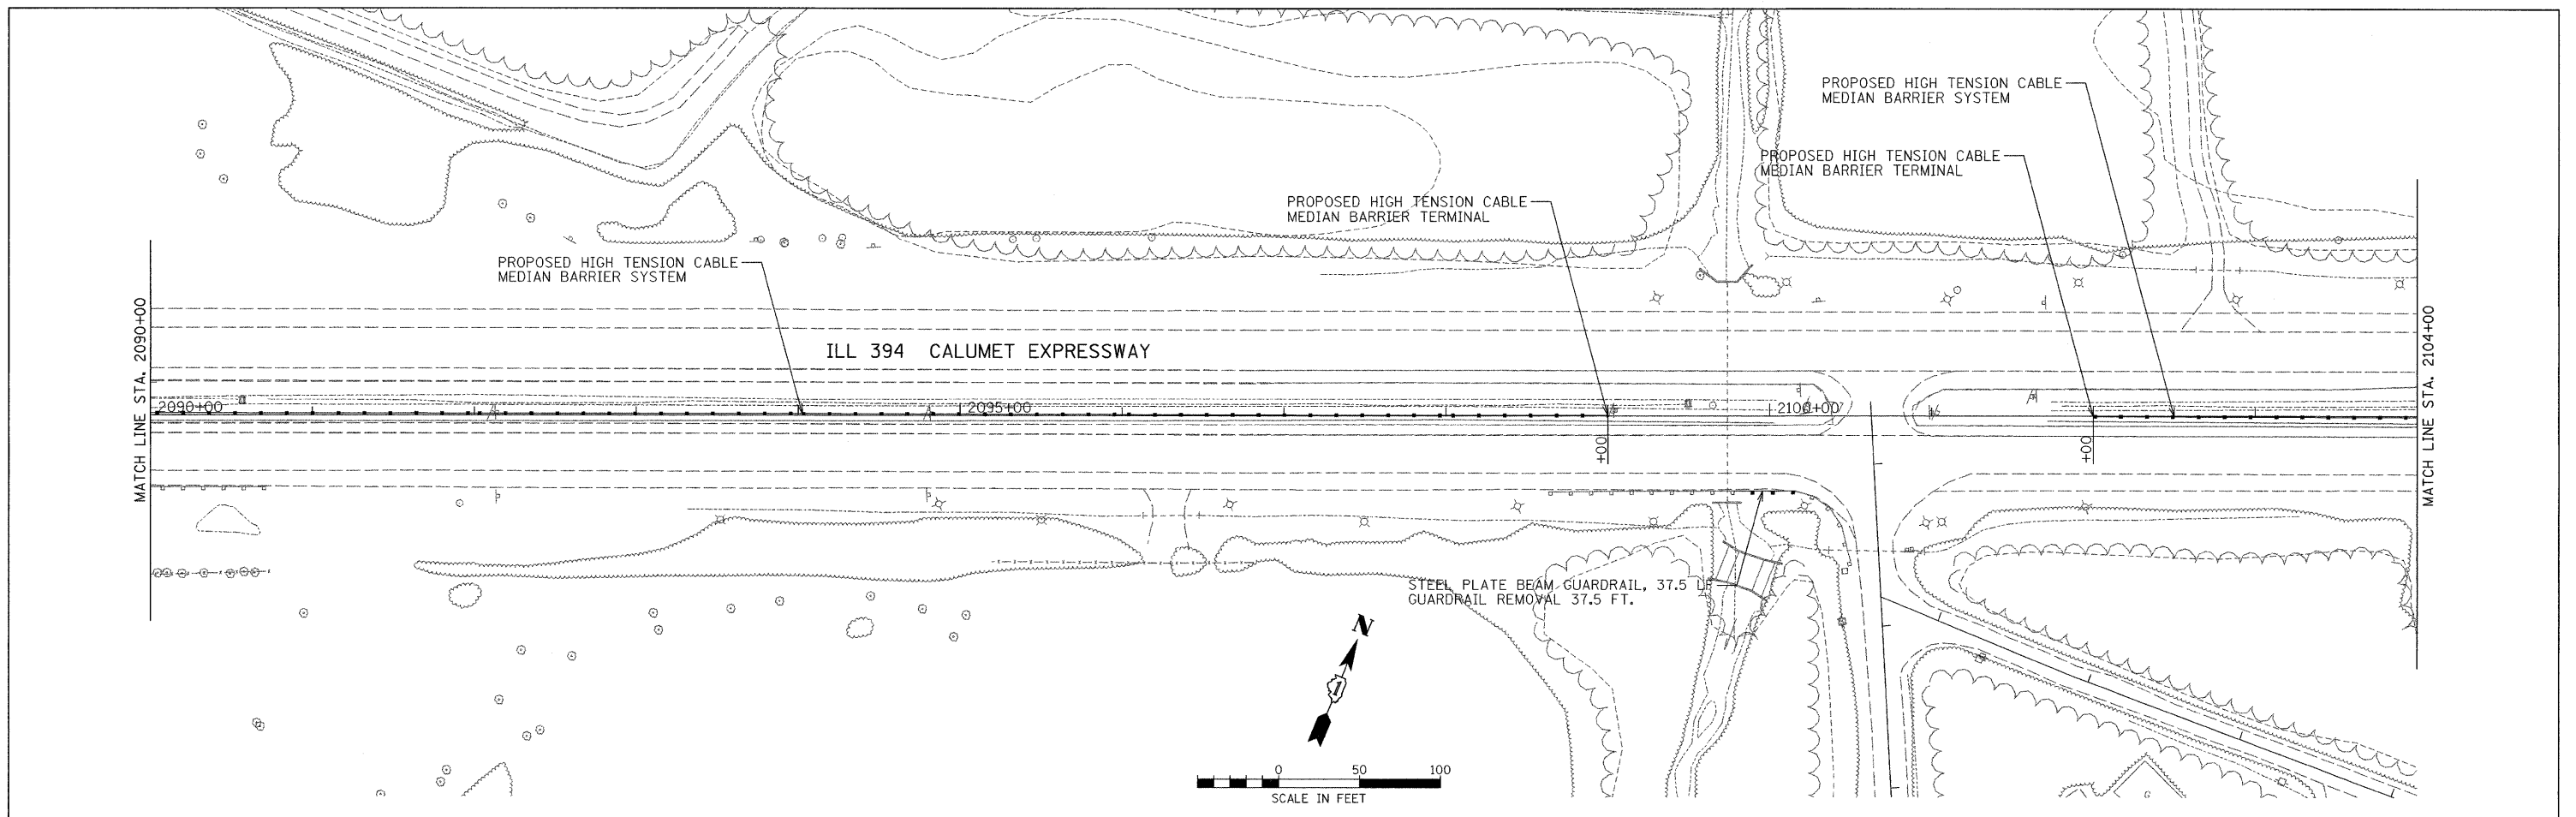 PROPOSED HIGH TENSION CABLE
MEDIAN BARRIER SYSTEM
PROPOSED HIGH TENSION CABLE
MEDIAN BARRIER TERMINAL
PROPOSED HIGH TENSION CABLE
MEDIAN BARRIER TERMINAL
PROPOSED HIGH TENSION CABLE
MEDIAN BARRIER SYSTEM
MATCH LINE STA. 2090+00
ILL 394 CALUMET EXPRESSWAY
MATCH LINE STA. 2104+00
2090+00
2095+00
2100+00
+00
+00
STEEL PLATE BEAM GUARDRAIL, 37.5 LF
GUARDRAIL REMOVAL 37.5 FT.
N
1
0 50 100
SCALE IN FEET